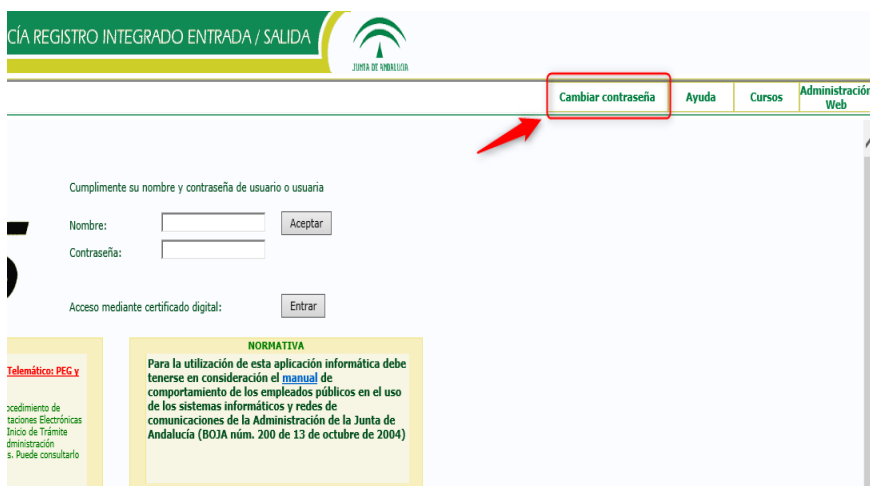 CÍA REGISTRO INTEGRADO ENTRADA / SALIDA
JUNTA DE ANDALUCIA
Cambiar contraseña
Ayuda
Cursos
Administración
Web
Cumplimente su nombre y contraseña de usuario o usuaria
Nombre:
Aceptar
Contraseña:
Acceso mediante certificado digital:
Entrar
Telemático: PEG y
ocedimiento de
taciones Electrónicas
Inicio de Trámite
dministración
s. Puede consultarlo
NORMATIVA
Para la utilización de esta aplicación informática debe
tenerse en consideración el manual de
comportamiento de los empleados públicos en el uso
de los sistemas informáticos y redes de
comunicaciones de la Administración de la Junta de
Andalucía (BOJA núm. 200 de 13 de octubre de 2004)